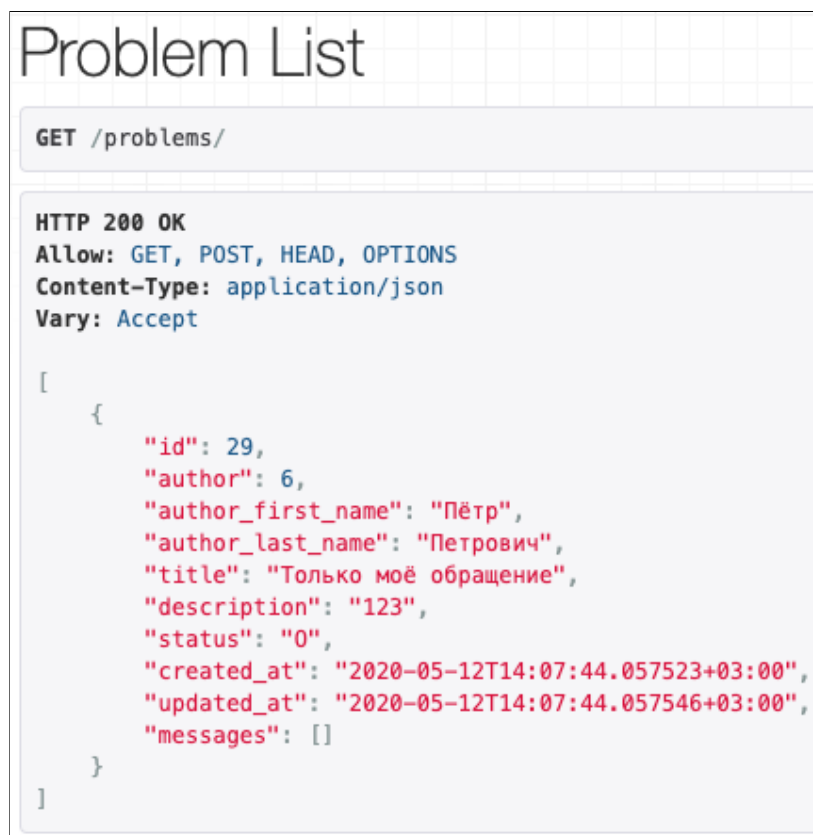 Problem List
GET /problems/
HTTP 200 OK
Allow: GET, POST, HEAD, OPTIONS
Content-Type: application/json
Vary: Accept
[
{
"id": 29,
"author": 6,
"author_first_name": "Пётр",
"author_last_name": "Петрович",
"title": "Только моё обращение",
"description": "123",
"status": "O",
"created_at": "2020-05-12T14:07:44.057523+03:00",
"updated_at": "2020-05-12T14:07:44.057546+03:00",
"messages": []
}
]